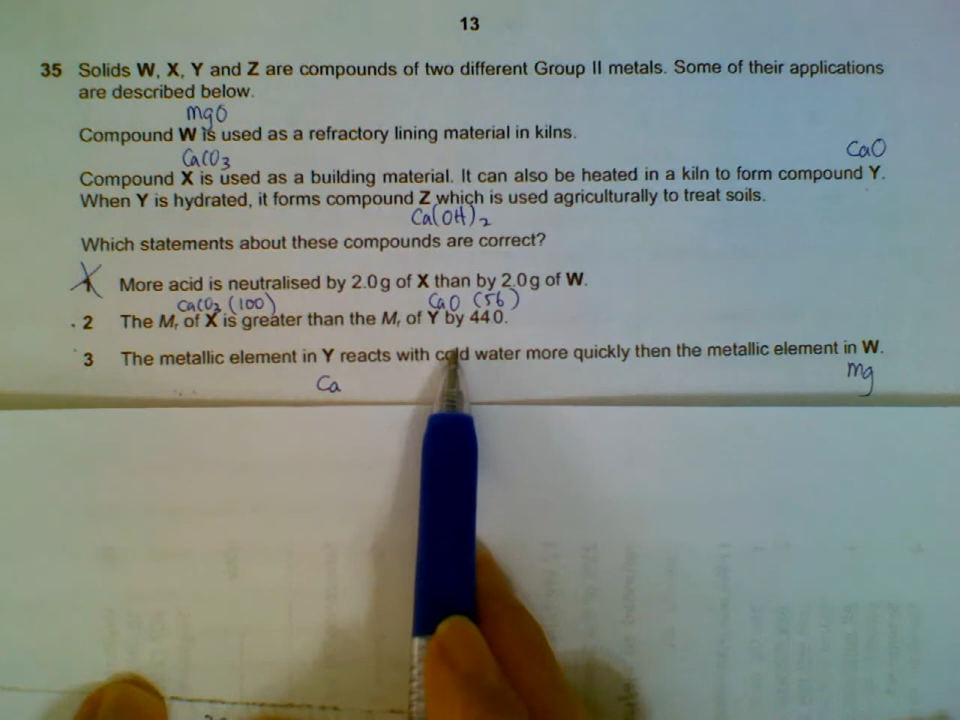 13
35 Solids W, X, Y and Z are compounds of two different Group II metals. Some of their applications
are described below.
MgO
Compound W is used as a refractory lining material in kilns.
CaCO3 CaO
Compound X is used as a building material. It can also be heated in a kiln to form compound Y.
When Y is hydrated, it forms compound Z which is used agriculturally to treat soils.
Ca(OH)2
Which statements about these compounds are correct?
1 More acid is neutralised by 2.0g of X than by 2.0g of W.
CaCO3 (100) CaO (56)
2 The Mr of X is greater than the Mr of Y by 44.0.
3 The metallic element in Y reacts with cold water more quickly then the metallic element in W.
Ca Mg